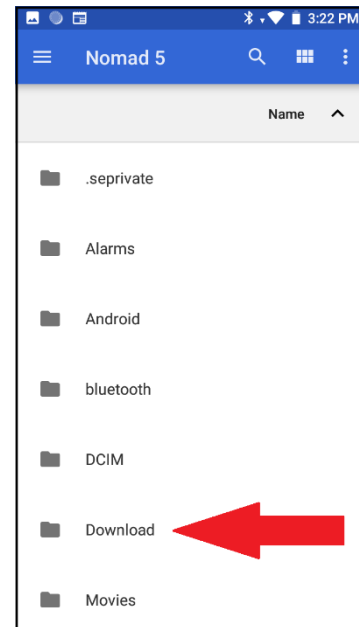 3:22 PM
Nomad 5
Name
.seprivate
Alarms
Android
bluetooth
DCIM
Download
Movies